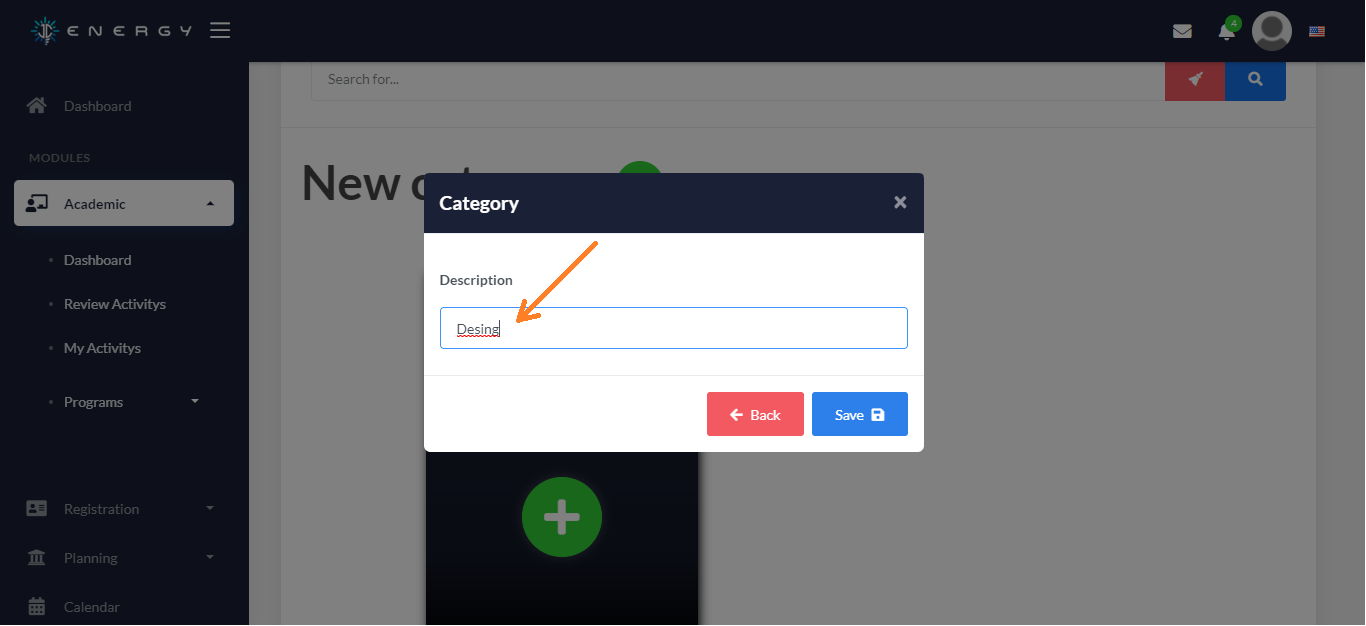 ENERGY
4
Search for...
Dashboard
MODULES
Academic
Dashboard
Review Activitys
My Activitys
Programs
Registration
Planning
Calendar
New
Category
×
Description
Desing
Back
Save